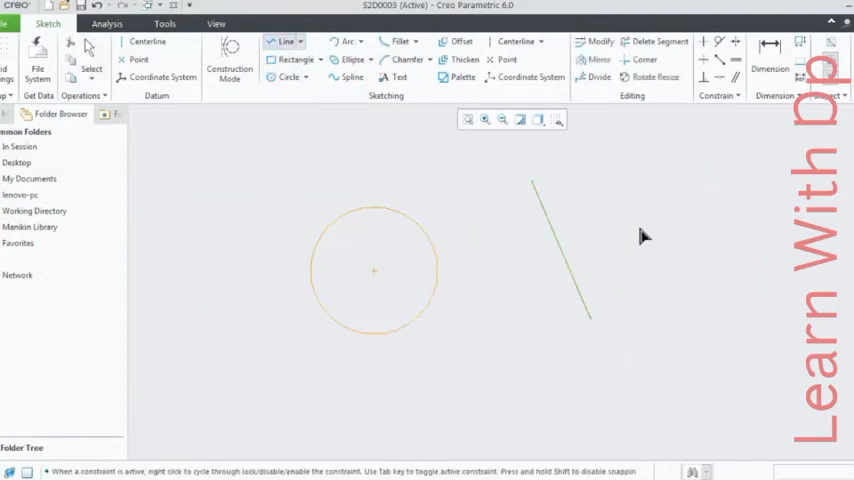 creo
S2D0003 (Active) - Creo Parametric 6.0
Sketch
Analysis
Tools
View
File System
Get Data
Select
Operations
Centerline
Point
Coordinate System
Datum
Construction Mode
Line
Rectangle
Circle
Arc
Ellipse
Spline
Fillet
Chamfer
Text
Offset
Thicken
Palette
Centerline
Point
Coordinate System
Sketching
Modify
Mirror
Divide
Delete Segment
Corner
Rotate Resize
Editing
Constrain
Dimension
Dimension
Folder Browser
F
ommon Folders
In Session
Desktop
My Documents
lenovo-pc
Working Directory
Manikin Library
Favorites
Network
Folder Tree
When a constraint is active, right click to cycle through lock/disable/enable the constraint. Use Tab key to toggle active constraint. Press and hold Shift to disable snappin
Learn With pp